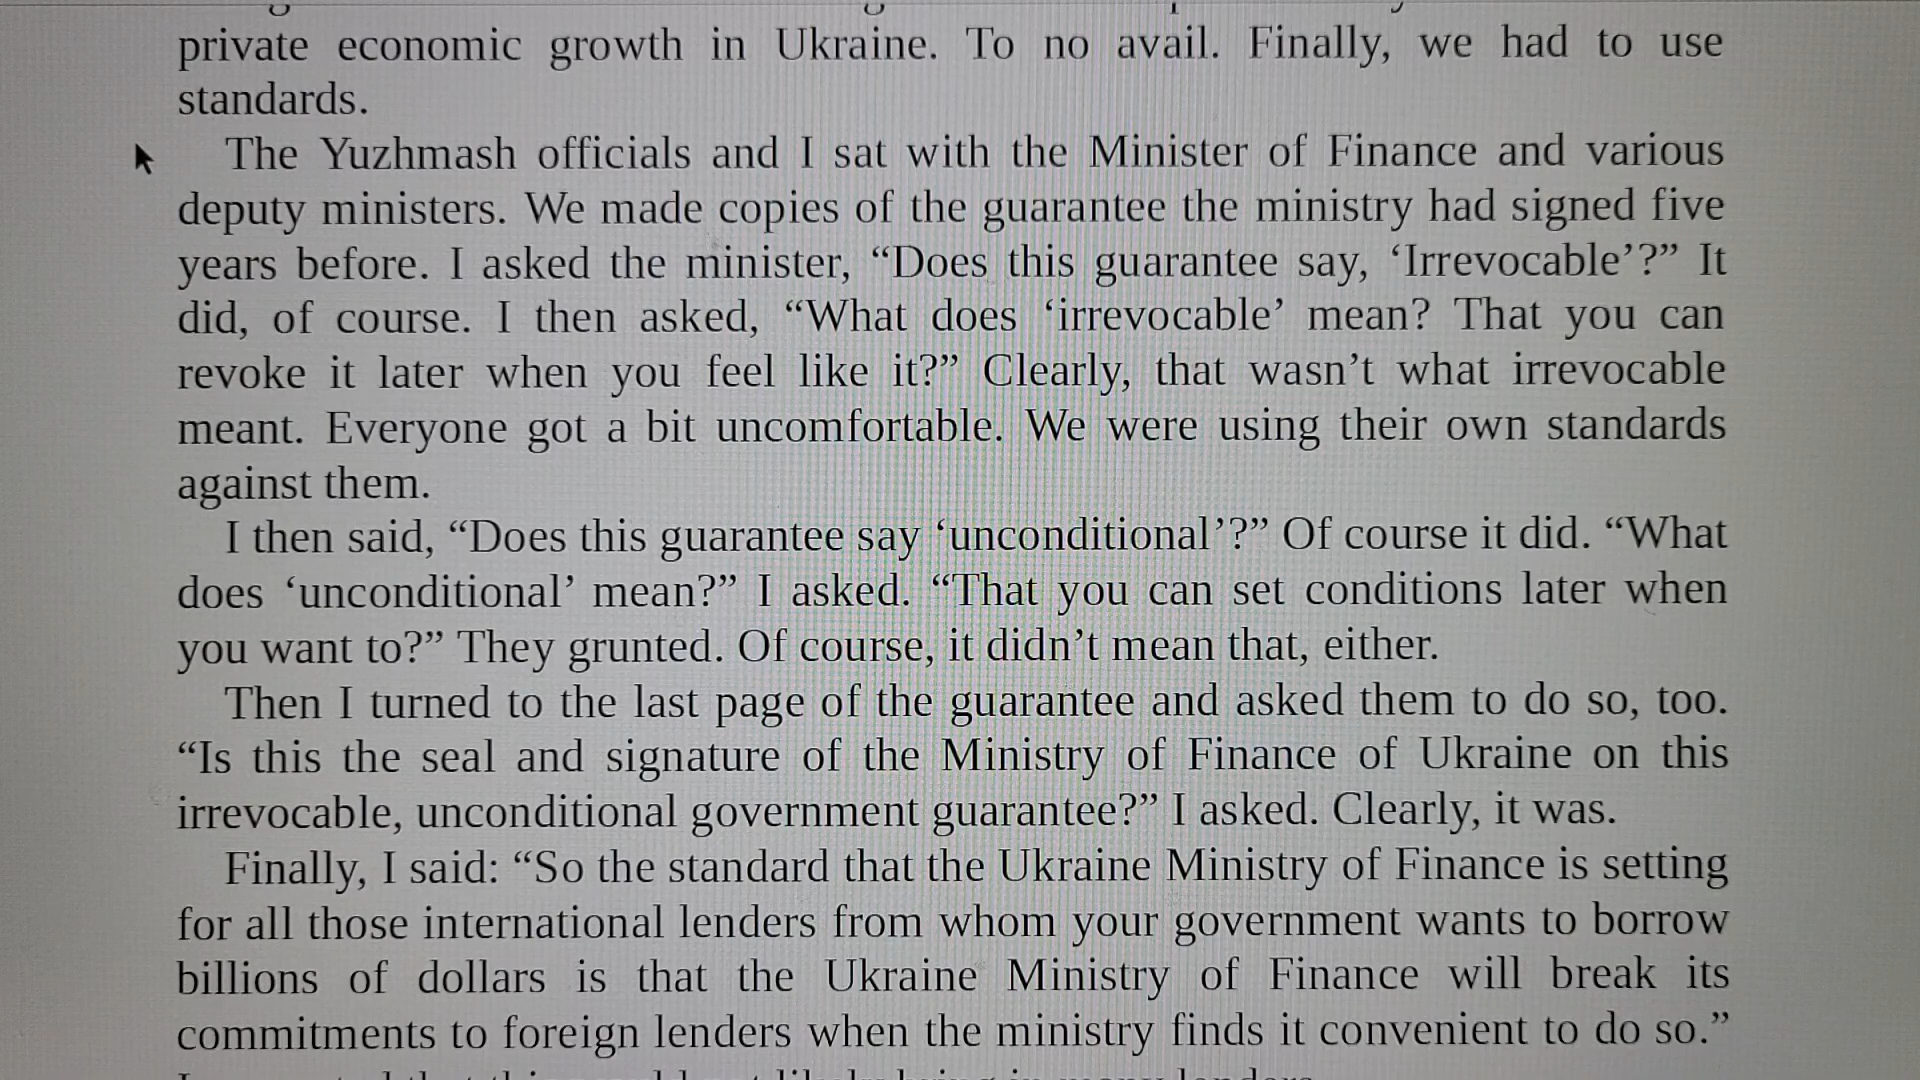 private economic growth in Ukraine. To no avail. Finally, we had to use
standards.
The Yuzhmash officials and I sat with the Minister of Finance and various
deputy ministers. We made copies of the guarantee the ministry had signed five
years before. I asked the minister, “Does this guarantee say, ‘Irrevocable’?” It
did, of course. I then asked, “What does ‘irrevocable’ mean? That you can
revoke it later when you feel like it?” Clearly, that wasn’t what irrevocable
meant. Everyone got a bit uncomfortable. We were using their own standards
against them.
I then said, “Does this guarantee say ‘unconditional’?” Of course it did. “What
does ‘unconditional’ mean?” I asked. “That you can set conditions later when
you want to?” They grunted. Of course, it didn’t mean that, either.
Then I turned to the last page of the guarantee and asked them to do so, too.
“Is this the seal and signature of the Ministry of Finance of Ukraine on this
irrevocable, unconditional government guarantee?” I asked. Clearly, it was.
Finally, I said: “So the standard that the Ukraine Ministry of Finance is setting
for all those international lenders from whom your government wants to borrow
billions of dollars is that the Ukraine Ministry of Finance will break its
commitments to foreign lenders when the ministry finds it convenient to do so.”